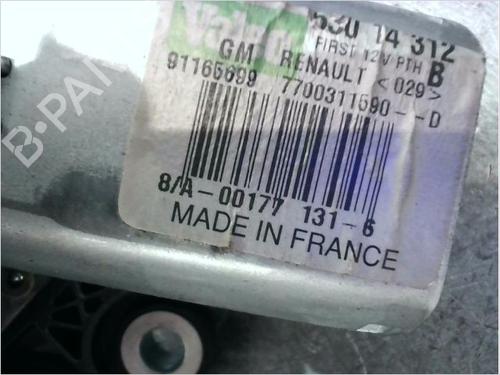 Valeo
530 14 312
FIRST 12V PTH B
GM RENAULT <029>
91165699 7700311590--D
8/A-00177 131-6
MADE IN FRANCE
B-PA